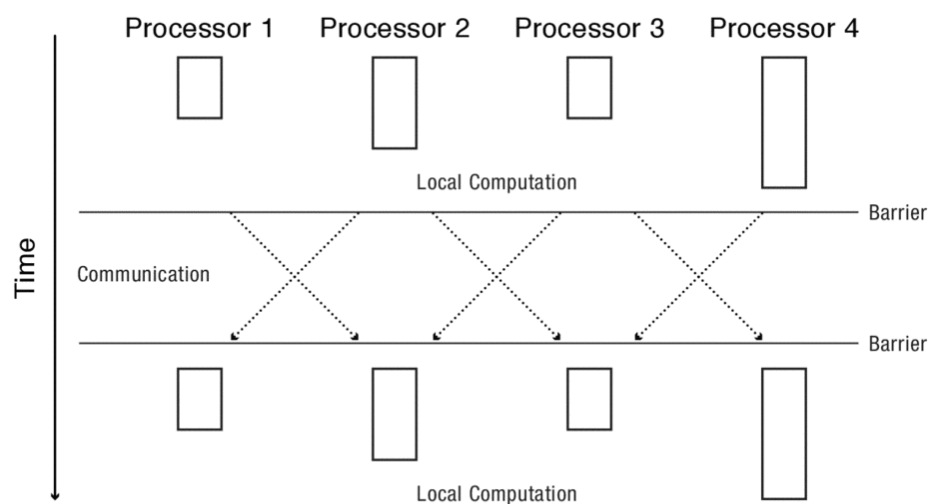 Processor 1 Processor 2 Processor 3 Processor 4
Local Computation
Barrier
Communication
Time
Barrier
Local Computation